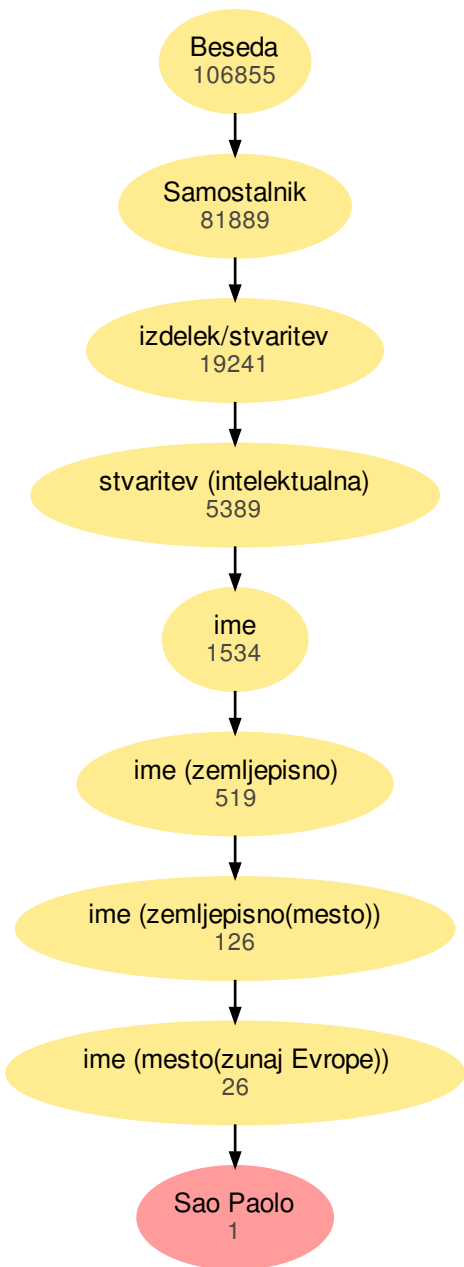 Beseda
106855
Samostalnik
81889
izdelek/stvaritev
19241
stvaritev (intelektualna)
5389
ime
1534
ime (zemljepisno)
519
ime (zemljepisno(mesto))
126
ime (mesto(zunaj Evrope))
26
Sao Paolo
1